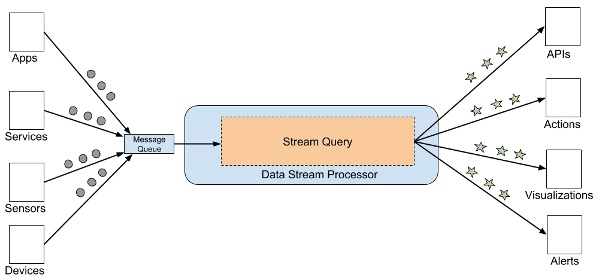 Apps
Services
Sensors
Devices
Message
Queue
Stream Query
Data Stream Processor
APIs
Actions
Visualizations
Alerts